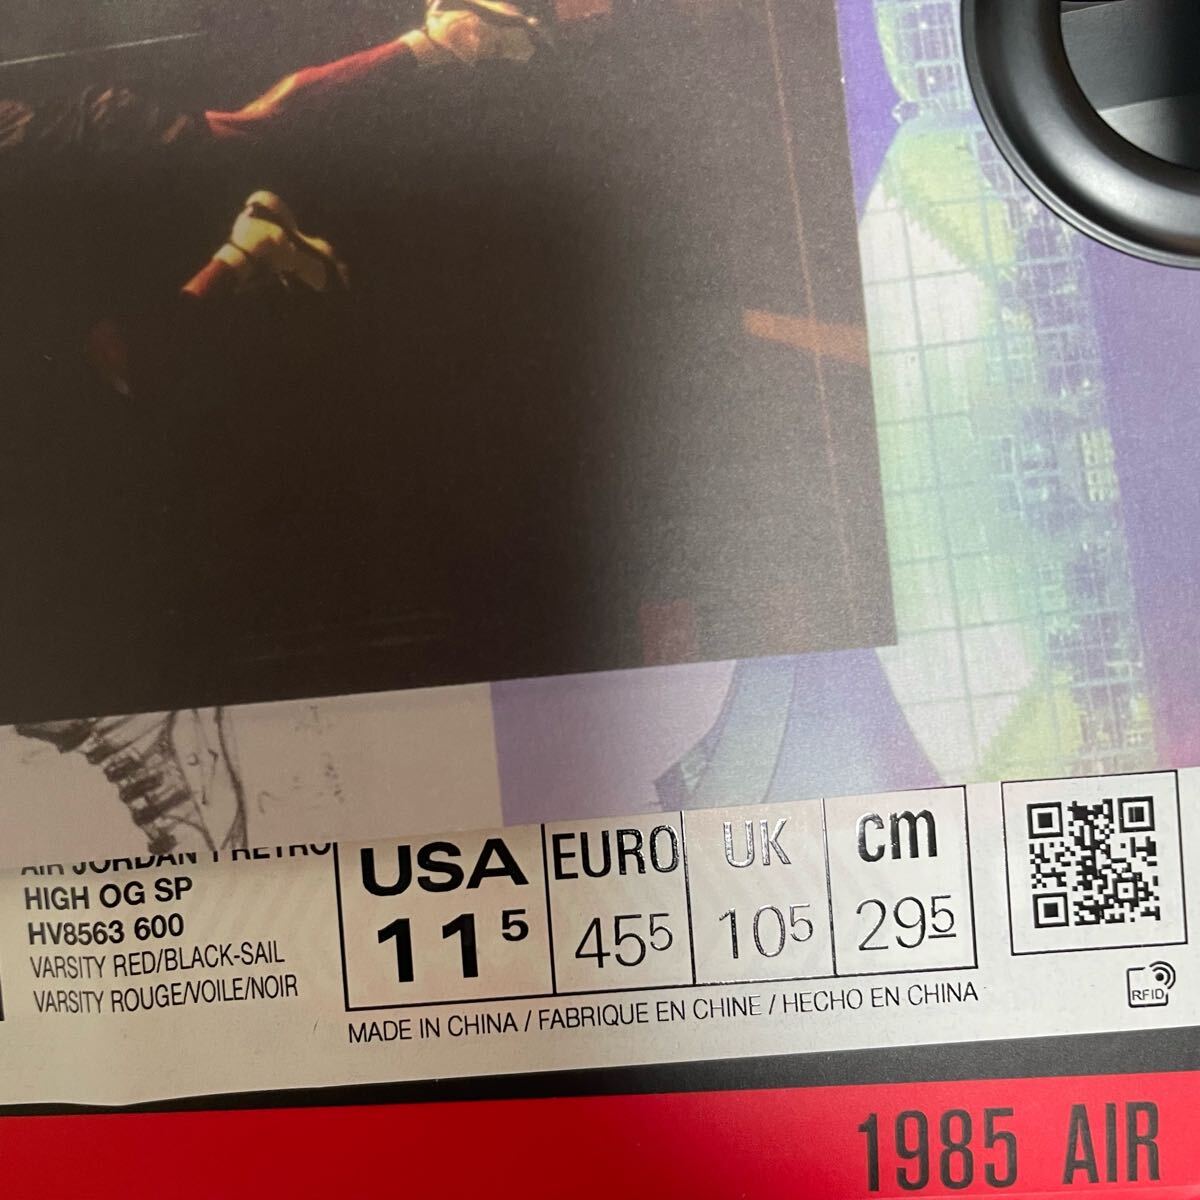 AIR JORDAN 1 RETRO
HIGH OG SP
HV8563 600
VARSITY RED/BLACK-SAIL
VARSITY ROUGE/VOILE/NOIR
USA
11 5
EURO
45 5
UK
10 5
cm
29 5
MADE IN CHINA / FABRIQUE EN CHINE / HECHO EN CHINA
RFID
1985 AIR